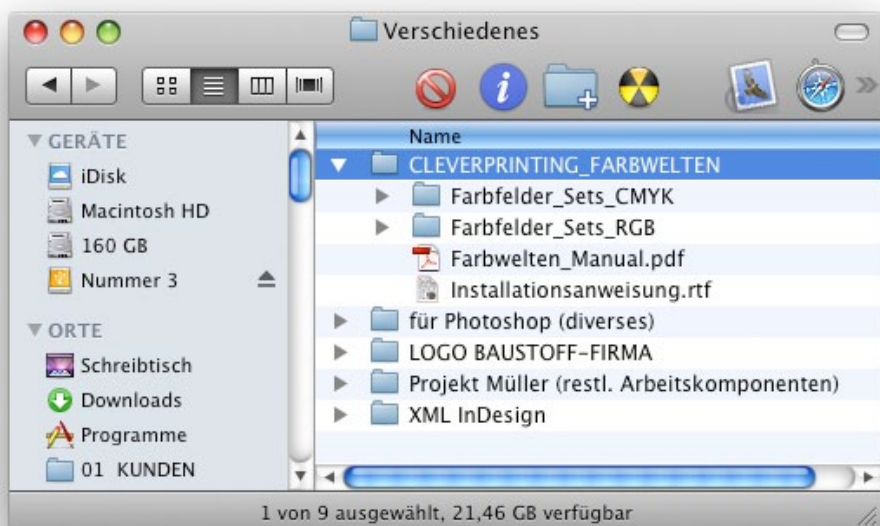 Verschiedenes
GERÄTE
iDisk
Macintosh HD
160 GB
Nummer 3
ORTE
Schreibtisch
Downloads
Programme
01 KUNDEN
Name
CLEVERPRINTING_FARBWELTEN
Farbfelder_Sets_CMYK
Farbfelder_Sets_RGB
Farbwelten_Manual.pdf
Installationsanweisung.rtf
für Photoshop (diverses)
LOGO BAUSTOFF-FIRMA
Projekt Müller (restl. Arbeitskomponenten)
XML InDesign
1 von 9 ausgewählt, 21,46 GB verfügbar